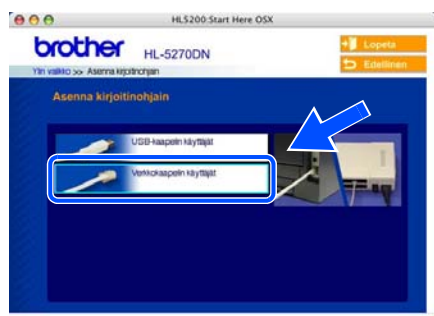 HL5200:Start Here OSX
brother HL-5270DN
Lopeta
Edellinen
Ylin valikko >> Asenna kirjoitinohjain
Asenna kirjoitinohjain
USB-kaapelin käyttäjät
Verkkokaapelin käyttäjät